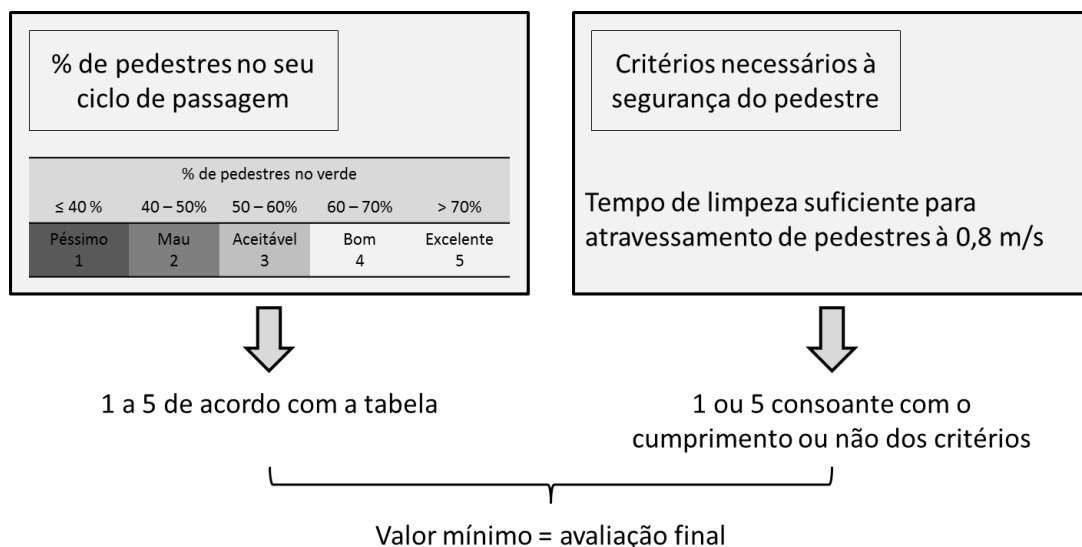 % de pedestres no seu
ciclo de passagem
% de pedestres no verde
≤ 40 % 40 – 50% 50 – 60% 60 – 70% > 70%
Péssimo Mau Aceitável Bom Excelente
1 2 3 4 5
Critérios necessários à
segurança do pedestre
Tempo de limpeza suficiente para
atravessamento de pedestres à 0,8 m/s
1 a 5 de acordo com a tabela
1 ou 5 consoante com o
cumprimento ou não dos critérios
Valor mínimo = avaliação final